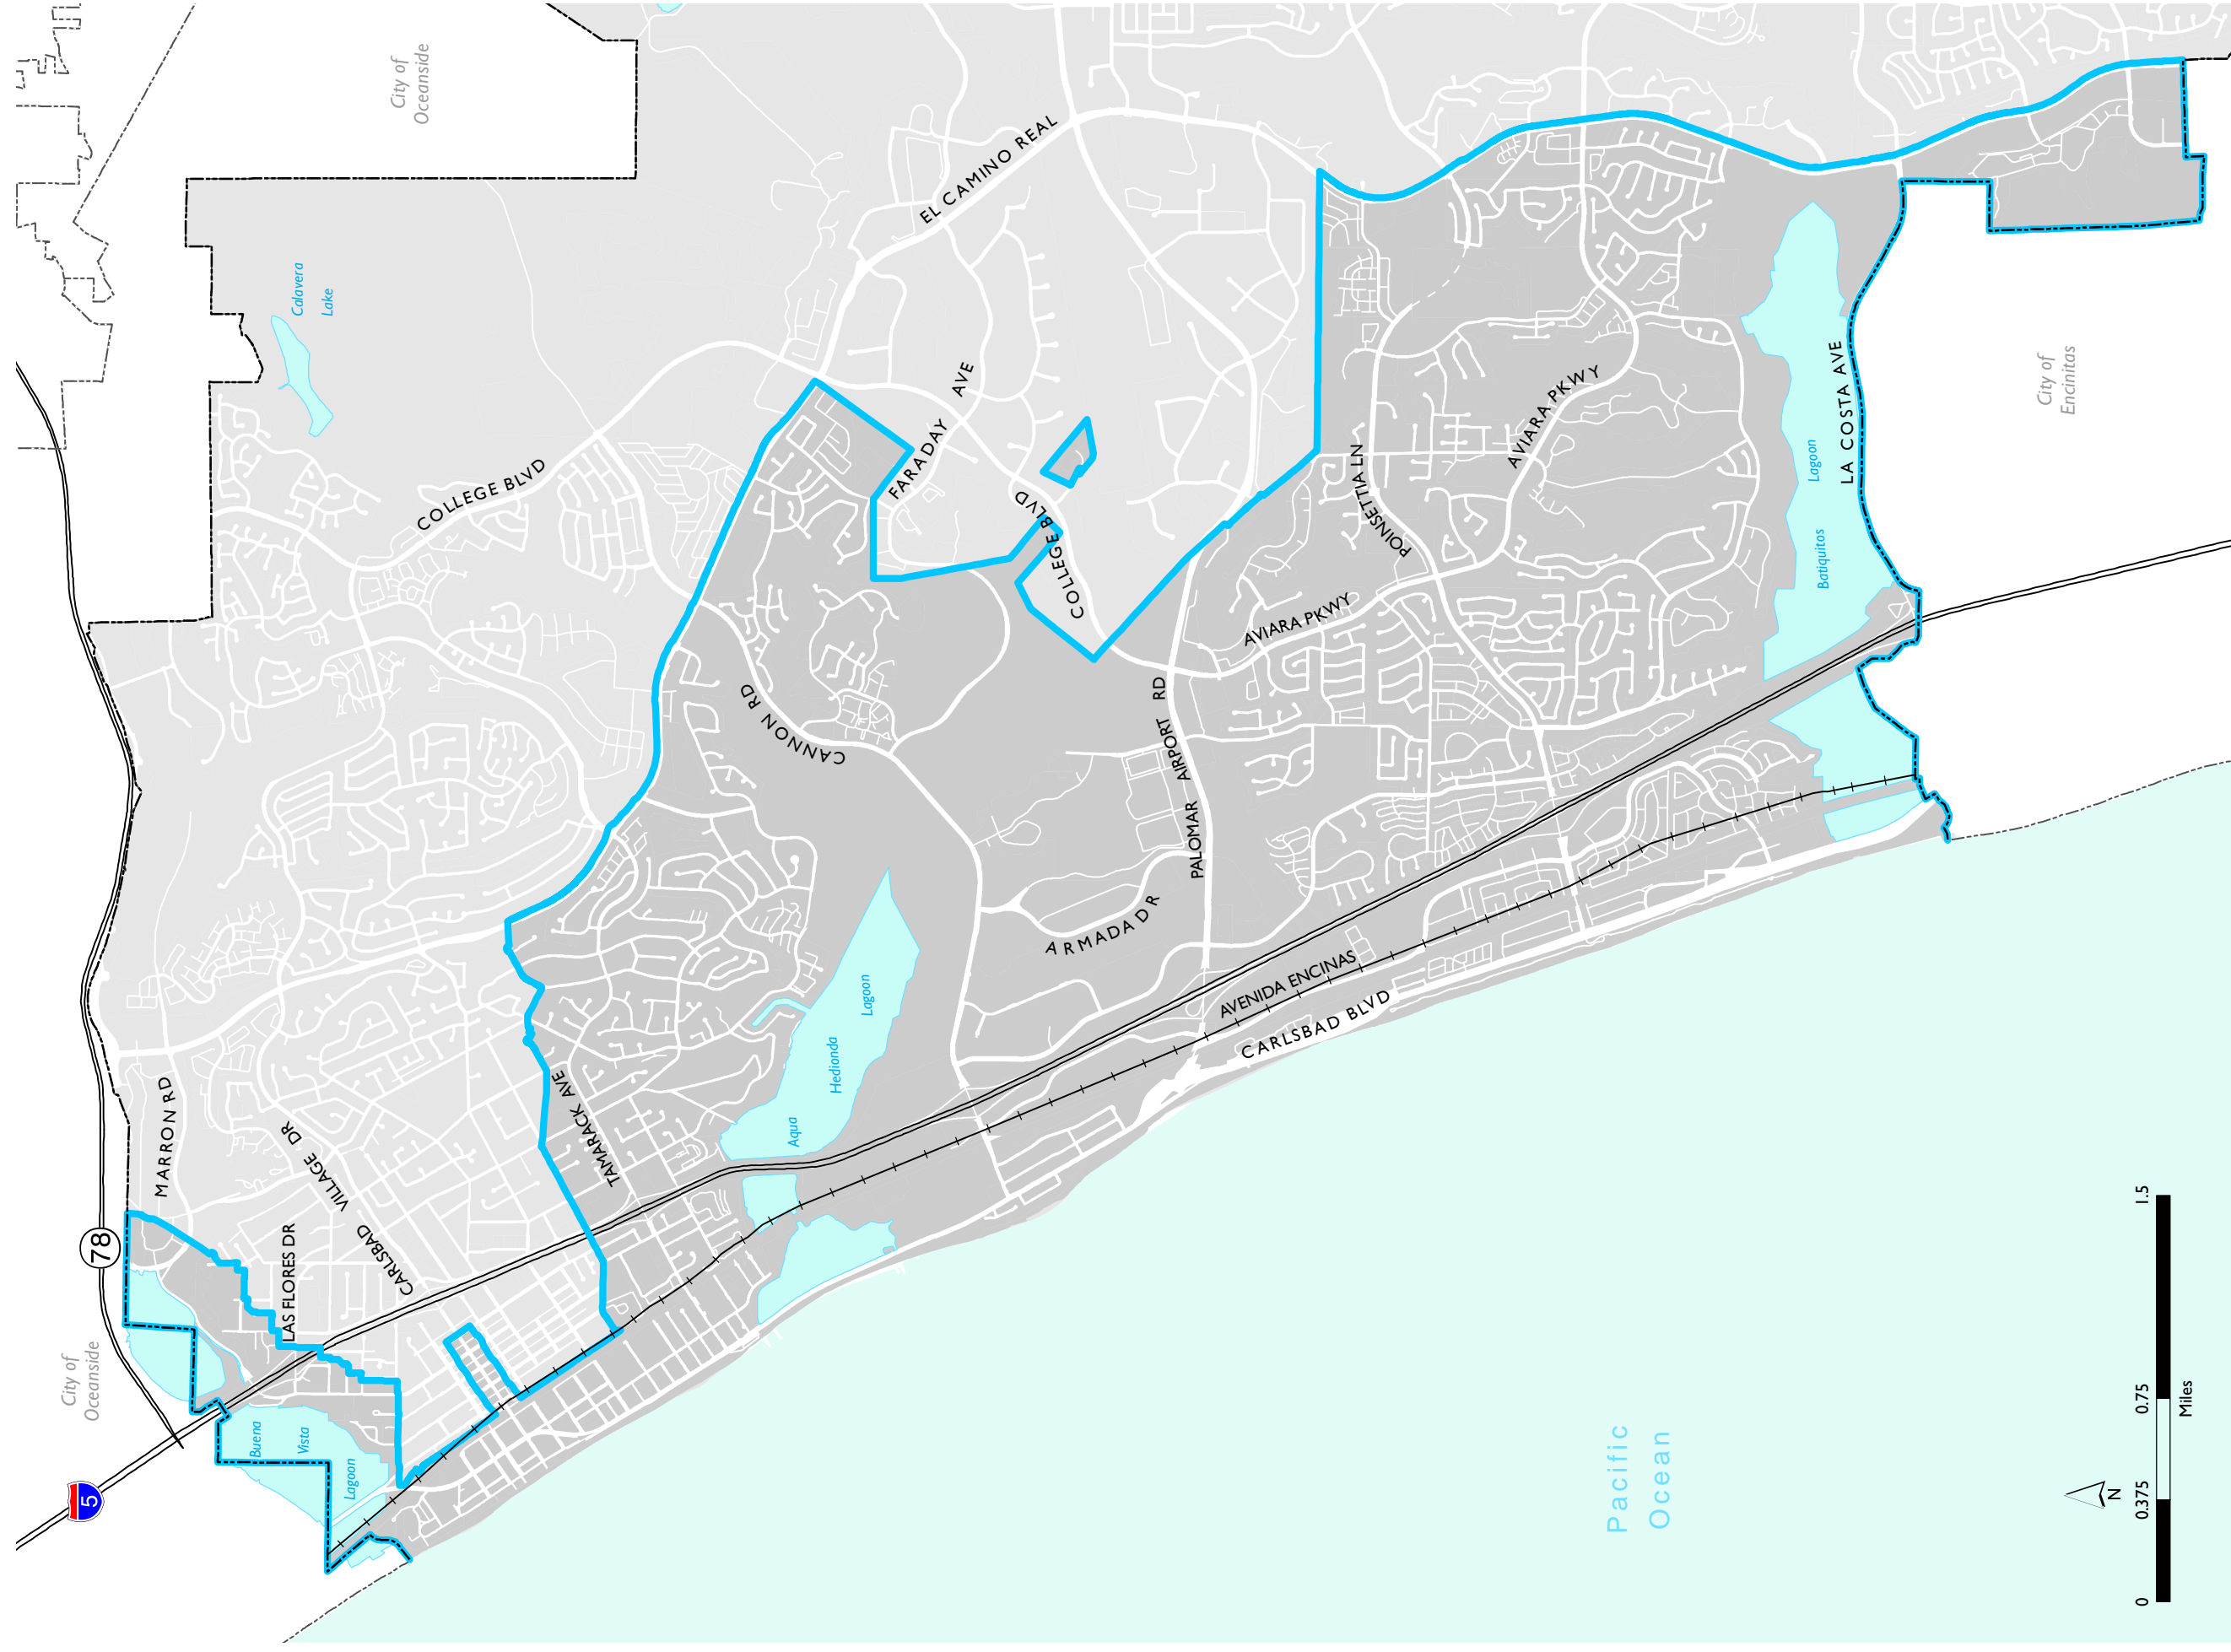 City of
Oceanside
City of
Oceanside
78
5
Calavera
Lake
EL CAMINO REAL
COLLEGE BLVD
FARADAY AVE
COLLEGE BLVD
COLLEGE BLVD
CANNON RD
MARRON RD
LAS FLORES DR
CARLSBAD VILLAGE DR
TAMARACK AVE
Buena
Vista
Lagoon
Aqua
Hedionda
Lagoon
ARMADA DR
PALOMAR AIRPORT RD
AVIARA PKWY
AVIARA PKWY
POINSETTIA LN
AVENIDA ENCINAS
CARLSBAD BLVD
Batiquitos
Lagoon
LA COSTA AVE
City of
Encinitas
Pacific
Ocean
N
0 0.375 0.75 1.5
Miles